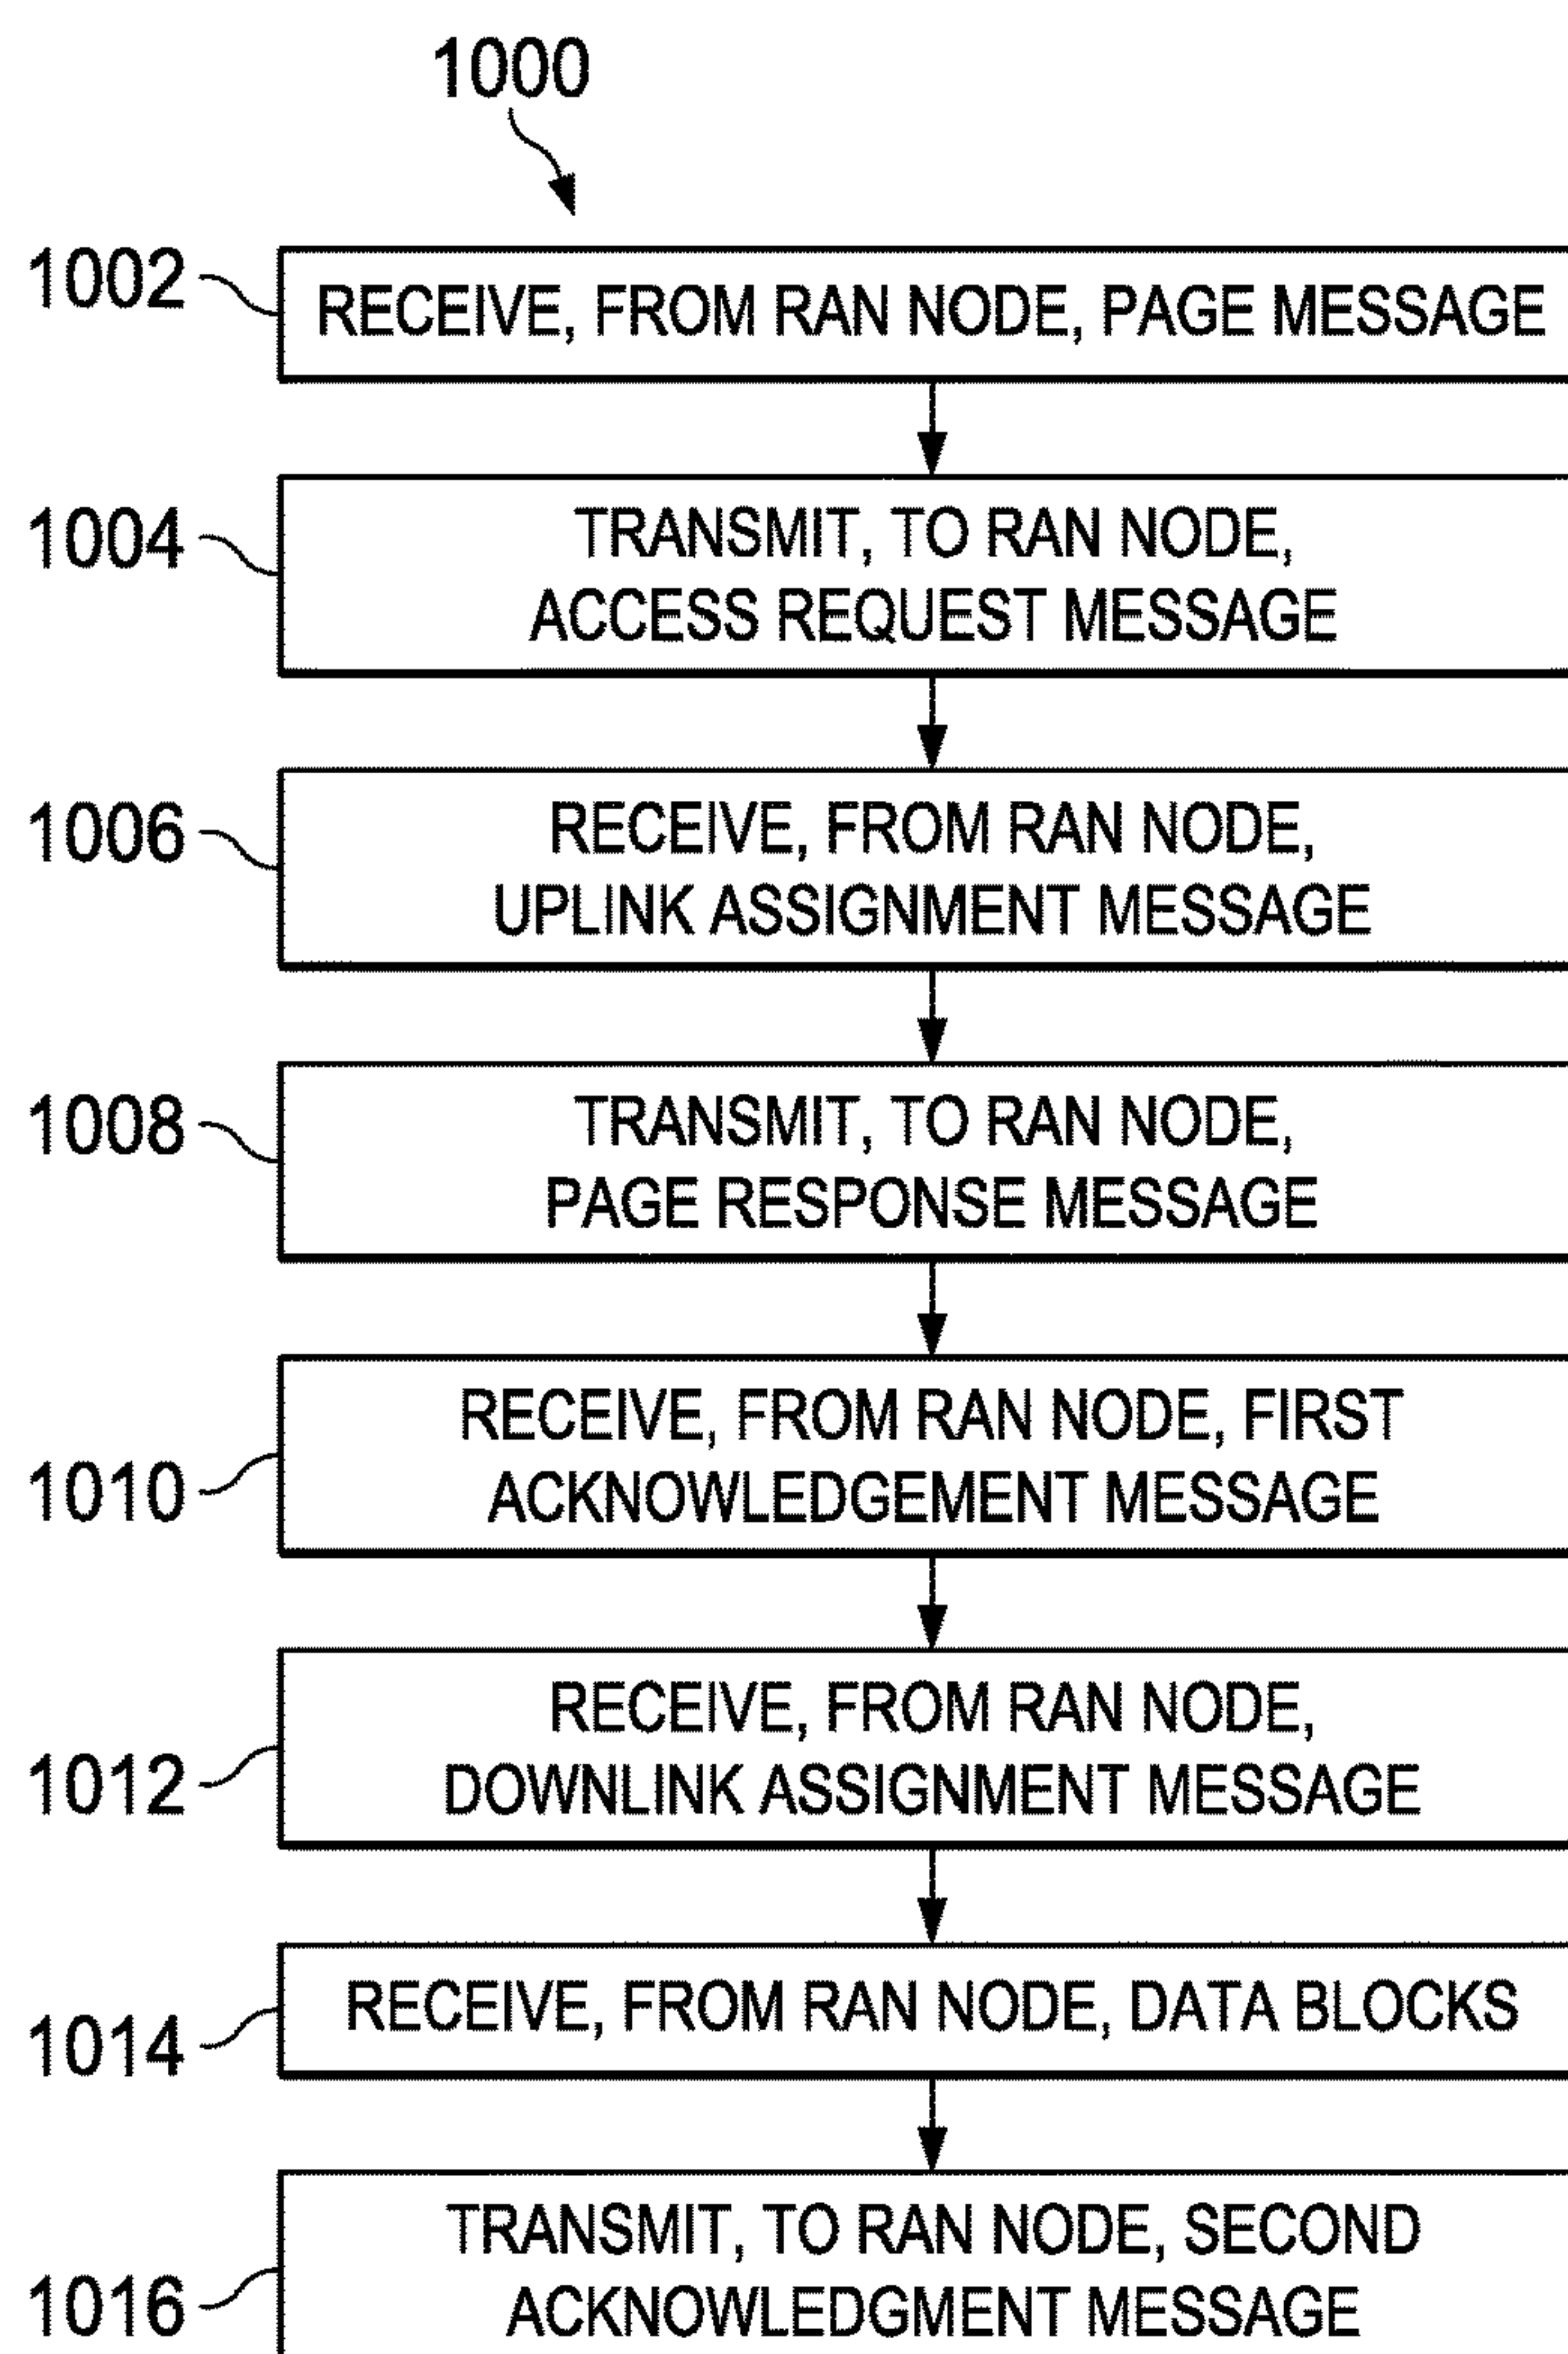 1000
1002
RECEIVE, FROM RAN NODE, PAGE MESSAGE
1004
TRANSMIT, TO RAN NODE,
ACCESS REQUEST MESSAGE
1006
RECEIVE, FROM RAN NODE,
UPLINK ASSIGNMENT MESSAGE
1008
TRANSMIT, TO RAN NODE,
PAGE RESPONSE MESSAGE
1010
RECEIVE, FROM RAN NODE, FIRST
ACKNOWLEDGEMENT MESSAGE
1012
RECEIVE, FROM RAN NODE,
DOWNLINK ASSIGNMENT MESSAGE
1014
RECEIVE, FROM RAN NODE, DATA BLOCKS
1016
TRANSMIT, TO RAN NODE, SECOND
ACKNOWLEDGMENT MESSAGE